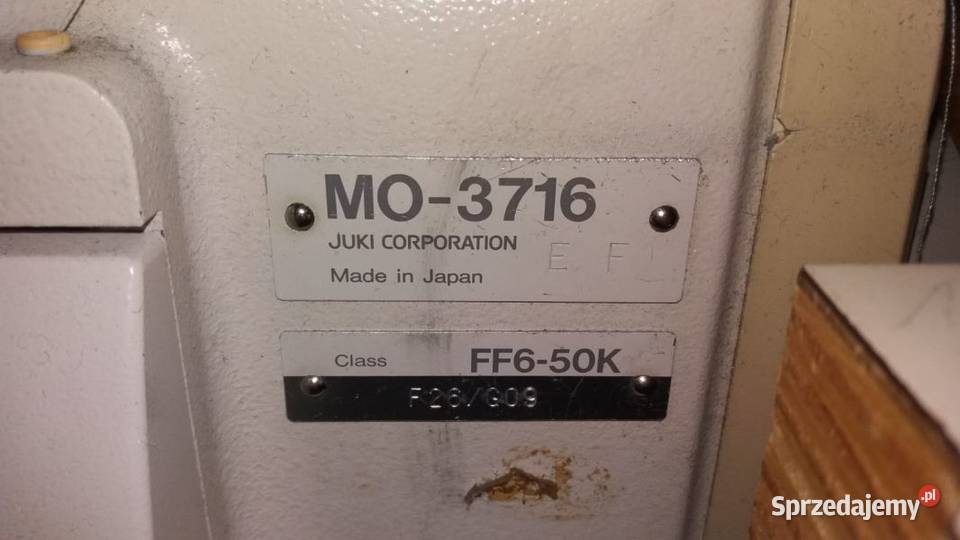 MO-3716
JUKI CORPORATION
E F
Made in Japan
Class FF6-50K
F26/G09
Sprzedajemy.pl